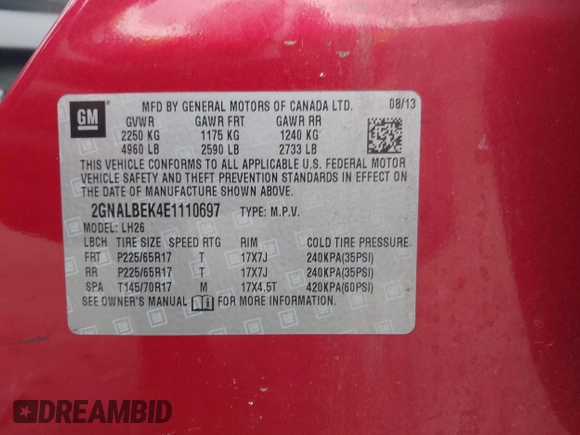 GM
MFD BY GENERAL MOTORS OF CANADA LTD. 08/13
GVWR GAWR FRT GAWR RR
2250 KG 1175 KG 1240 KG
4960 LB 2590 LB 2733 LB
THIS VEHICLE CONFORMS TO ALL APPLICABLE U.S. FEDERAL MOTOR
VEHICLE SAFETY AND THEFT PREVENTION STANDARDS IN EFFECT ON
THE DATE OF MANUFACTURE SHOWN ABOVE.
2GNALBEK4E1110697 TYPE: M.P.V.
MODEL: LH26
LBCH TIRE SIZE SPEED RTG RIM COLD TIRE PRESSURE
FRT P225/65R17 T 17X7J 240KPA(35PSI)
RR P225/65R17 T 17X7J 240KPA(35PSI)
SPA T145/70R17 M 17X4.5T 420KPA(60PSI)
SEE OWNER'S MANUAL FOR MORE INFORMATION.
DREAMBID